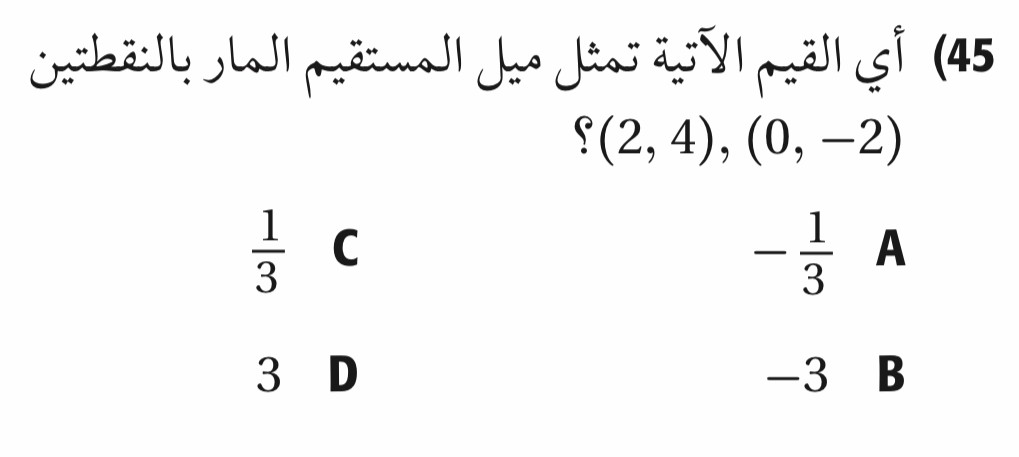 45) أي القيم الآتية تمثل ميل المستقيم المار بالنقطتين
(2, 4), (0, −2)؟
A −1/3
C 1/3
B −3
D 3